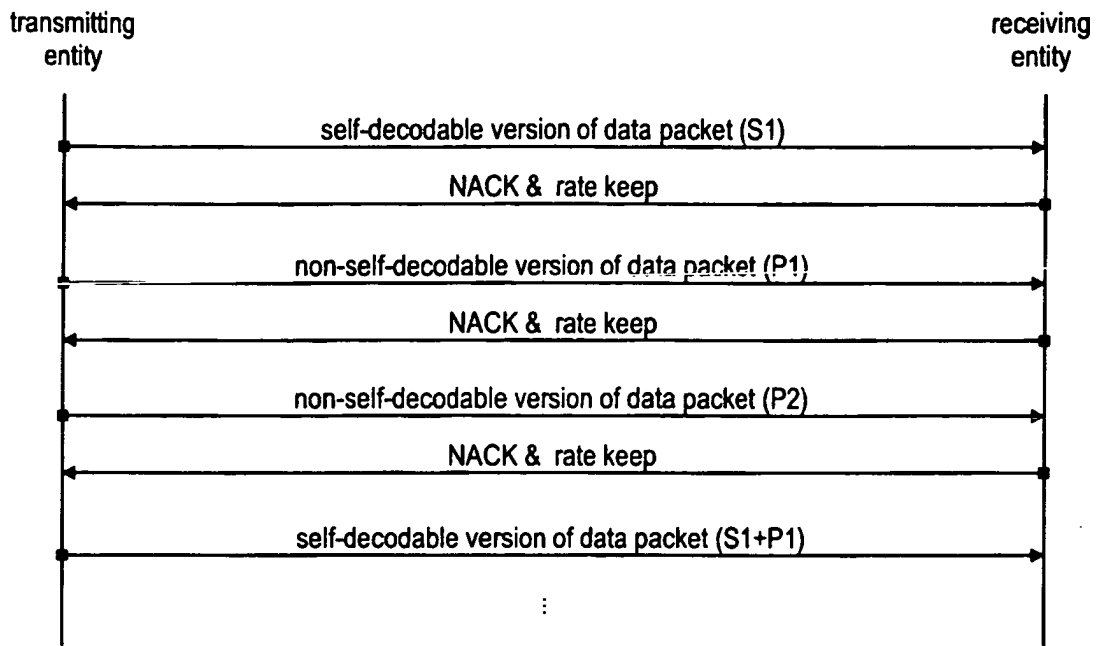 transmitting
entity
receiving
entity
self-decodable version of data packet (S1)
NACK & rate keep
non-self-decodable version of data packet (P1)
NACK & rate keep
non-self-decodable version of data packet (P2)
NACK & rate keep
self-decodable version of data packet (S1+P1)
...